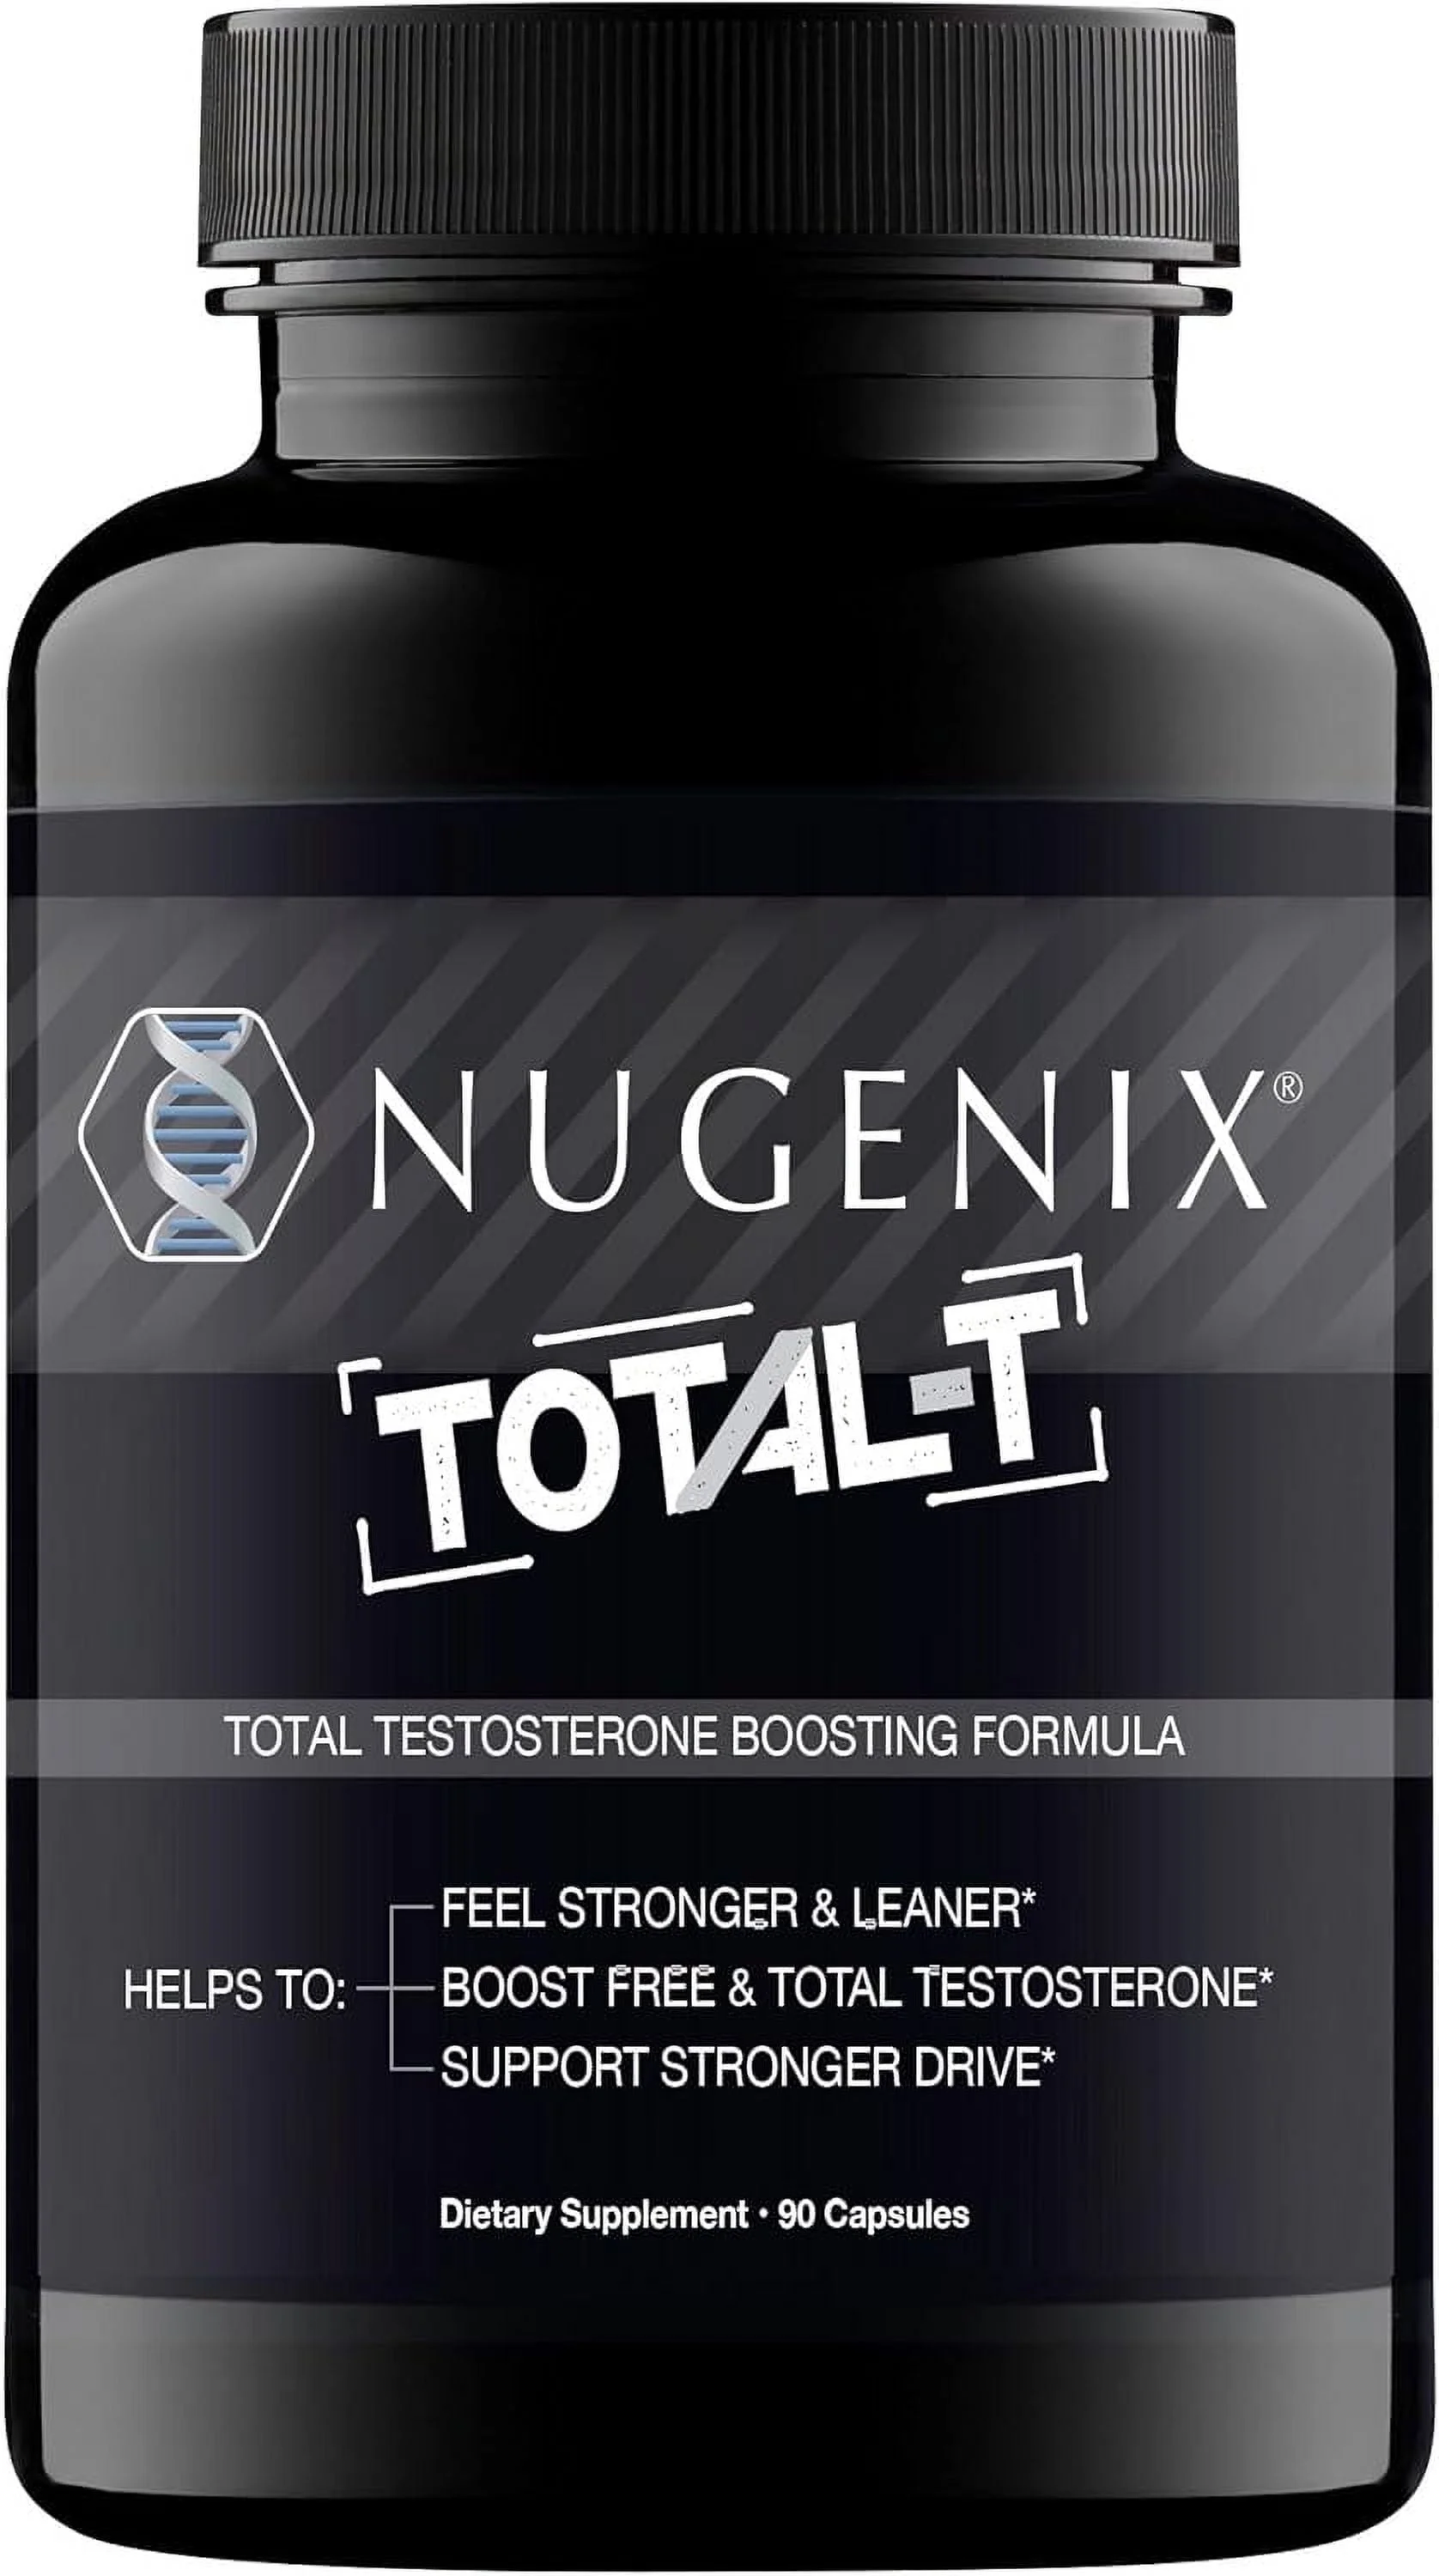 NUGENIX®
TOTAL-T
TOTAL TESTOSTERONE BOOSTING FORMULA
HELPS TO:
FEEL STRONGER & LEANER*
BOOST FREE & TOTAL TESTOSTERONE*
SUPPORT STRONGER DRIVE*
Dietary Supplement • 90 Capsules